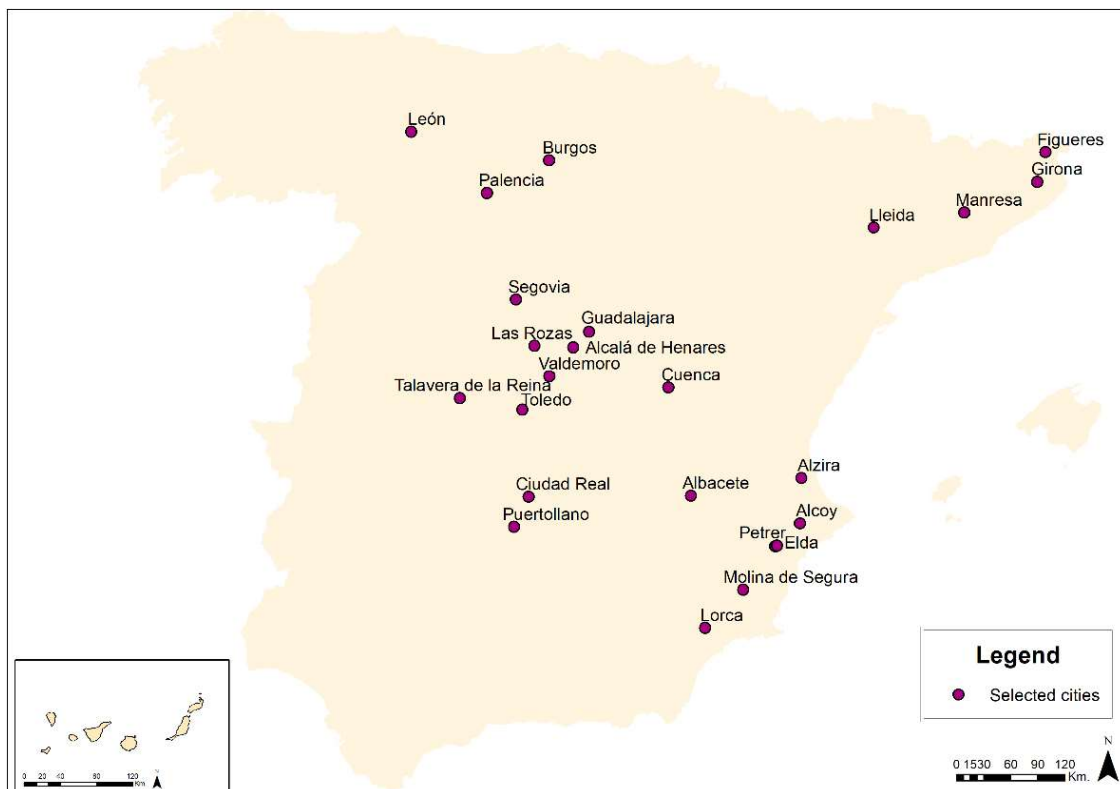 León
Burgos
Palencia
Figueres
Girona
Manresa
Lleida
Segovia
Guadalajara
Las Rozas
Alcalá de Henares
Valdemoro
Cuenca
Talavera de la Reina
Toledo
Alzira
Ciudad Real
Albacete
Puertollano
Alcoy
Petrer
Elda
Molina de Segura
Lorca
Legend
Selected cities
N
0 15 30 60 90 120
Km.
N
0 20 40 80 120
Km.